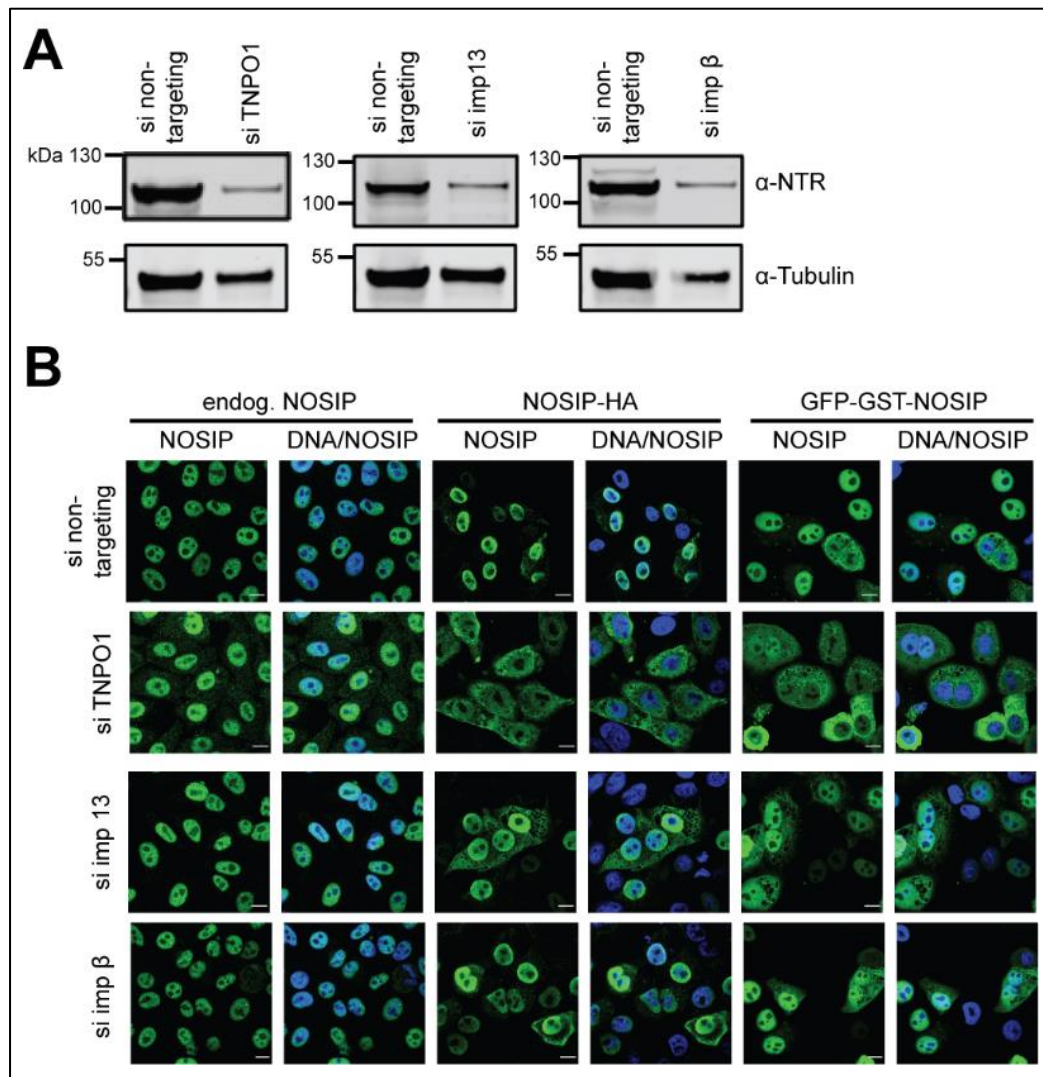 A
si non-
targeting
si TNPO1
si non-
targeting
si imp13
si non-
targeting
si imp β
kDa 130
100
130
100
130
100
α-NTR
55
55
55
α-Tubulin
B
endog. NOSIP
NOSIP-HA
GFP-GST-NOSIP
NOSIP
DNA/NOSIP
NOSIP
DNA/NOSIP
NOSIP
DNA/NOSIP
si non-
targeting
si TNPO1
si imp 13
si imp β